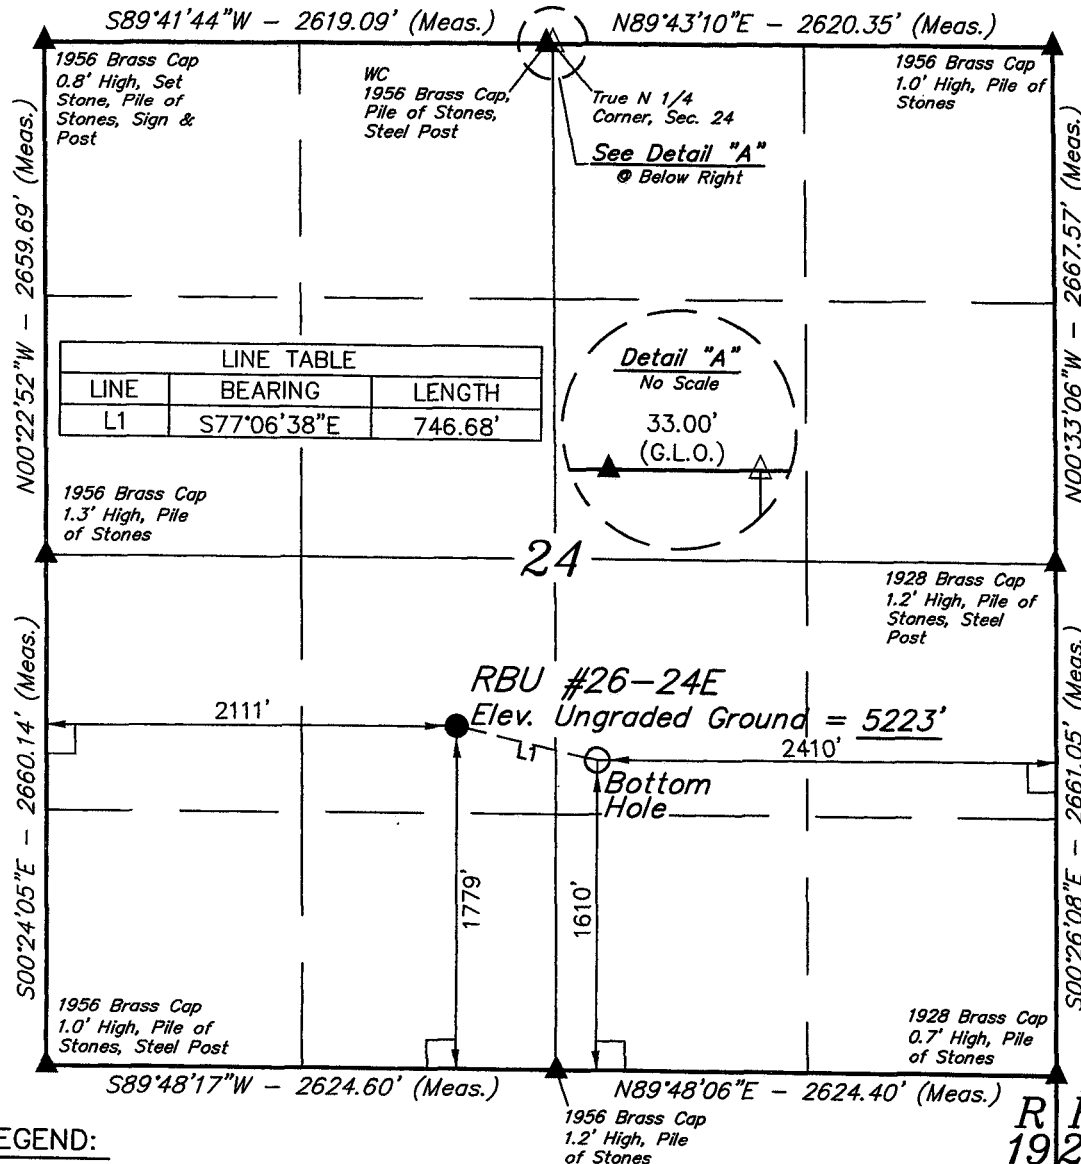 S89°41'44"W - 2619.09' (Meas.)
N89°43'10"E - 2620.35' (Meas.)
1956 Brass Cap
0.8' High, Set
Stone, Pile of
Stones, Sign &
Post
WC
1956 Brass Cap,
Pile of Stones,
Steel Post
True N 1/4
Corner, Sec. 24
See Detail "A"
@ Below Right
1956 Brass Cap
1.0' High, Pile of
Stones
N00°22'52"W - 2659.69' (Meas.)
N00°33'06"W - 2667.57' (Meas.)
LINE TABLE
LINE BEARING LENGTH
L1 S77°06'38"E 746.68'
Detail "A"
No Scale
33.00'
(G.L.O.)
1956 Brass Cap
1.3' High, Pile
of Stones
24
1928 Brass Cap
1.2' High, Pile of
Stones, Steel
Post
RBU #26-24E
Elev. Ungraded Ground = 5223'
2111'
L1
2410'
Bottom
Hole
1779'
1610'
S00°24'05"E - 2660.14' (Meas.)
S00°26'08"E - 2661.05' (Meas.)
1956 Brass Cap
1.0' High, Pile of
Stones, Steel Post
1928 Brass Cap
0.7' High, Pile
of Stones
S89°48'17"W - 2624.60' (Meas.)
N89°48'06"E - 2624.40' (Meas.)
1956 Brass Cap
1.2' High, Pile
of Stones
R
19 2
EGEND: